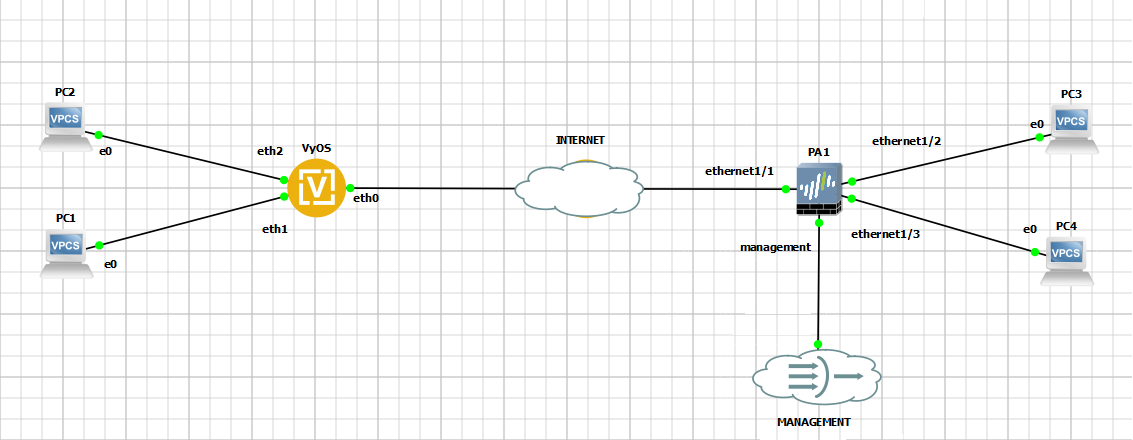 PC2
VPCS
e0
eth2
VyOS
V
eth0
eth1
PC1
VPCS
e0
INTERNET
ethernet1/1
PA1
ethernet1/2
e0
PC3
VPCS
ethernet1/3
e0
PC4
VPCS
management
MANAGEMENT